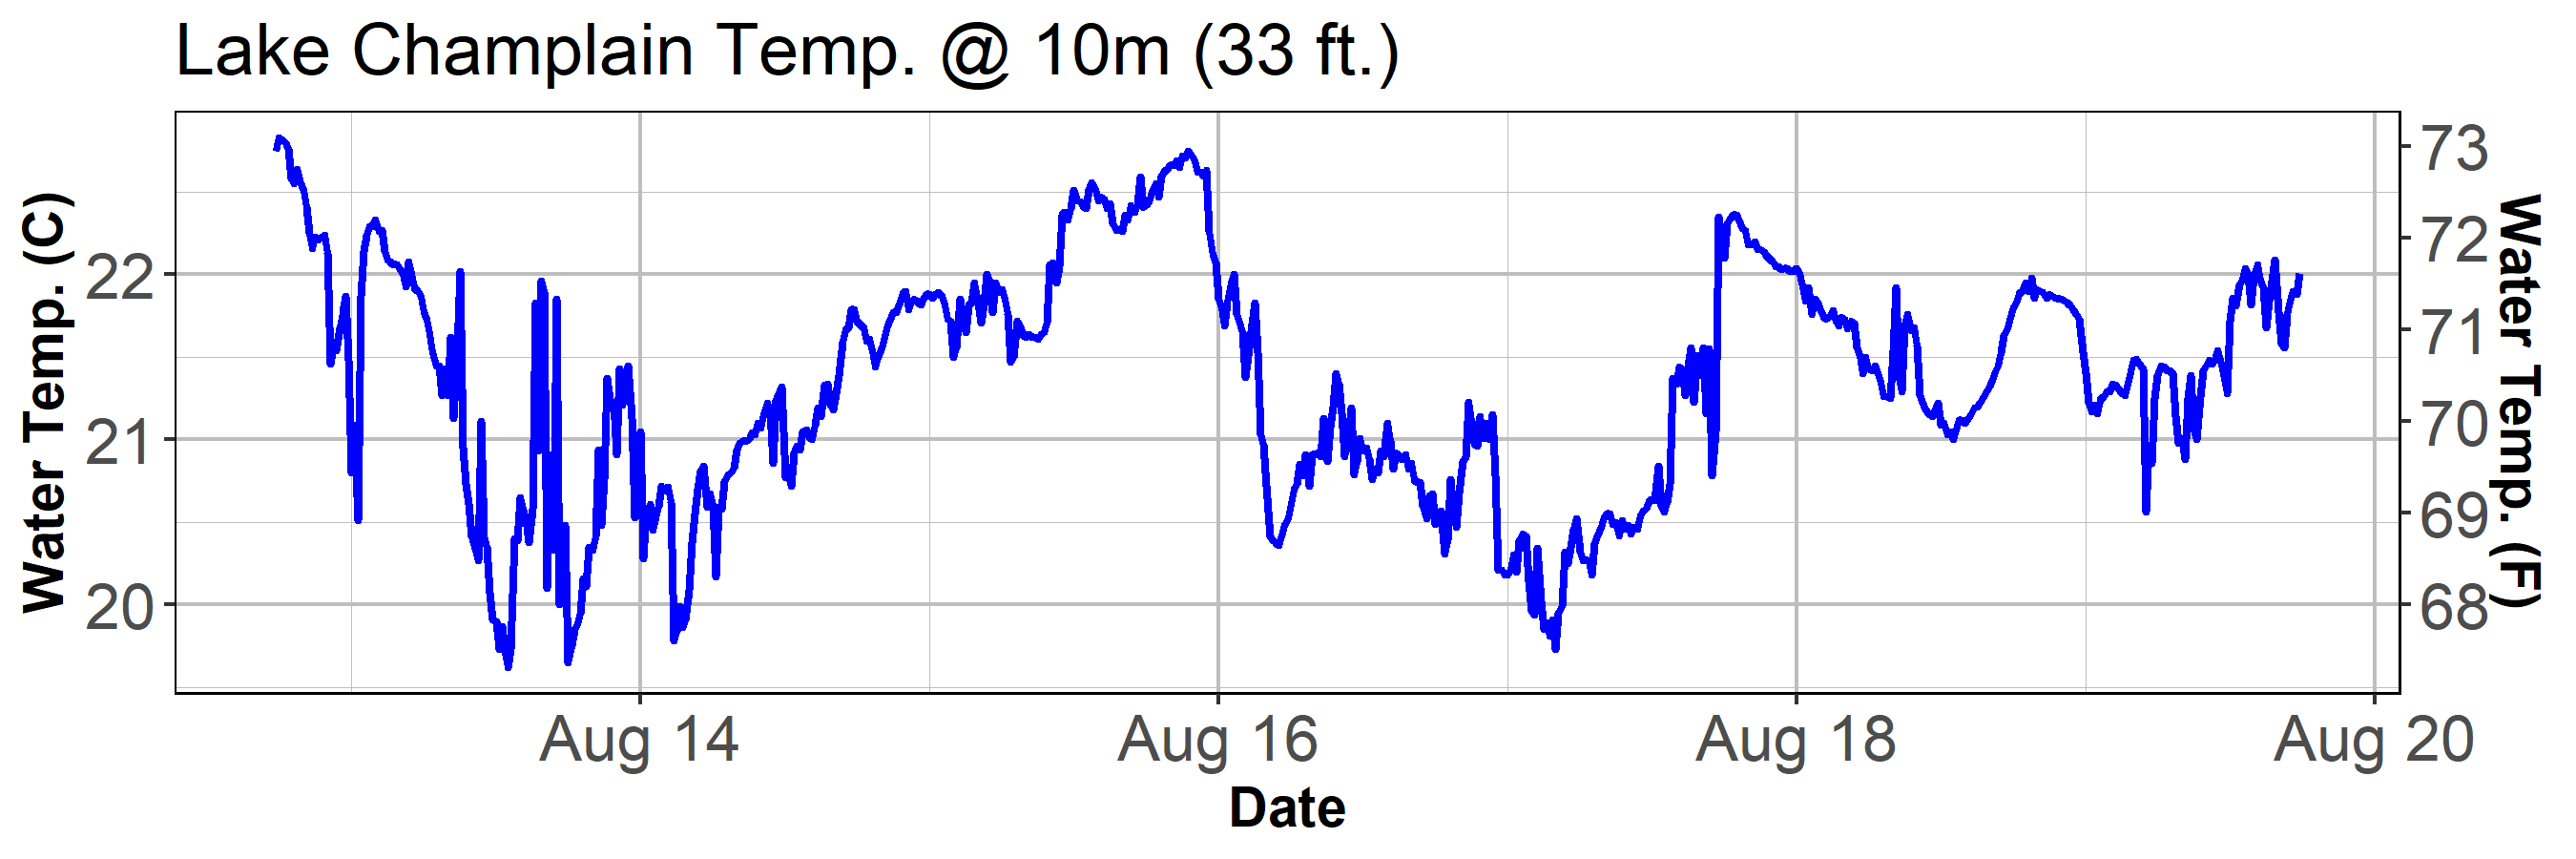 Lake Champlain Temp. @ 10m (33 ft.)
Water Temp. (C)
22
21
20
73
72
71
70
69
68
Water Temp. (F)
Aug 14 Aug 16 Aug 18 Aug 20
Date